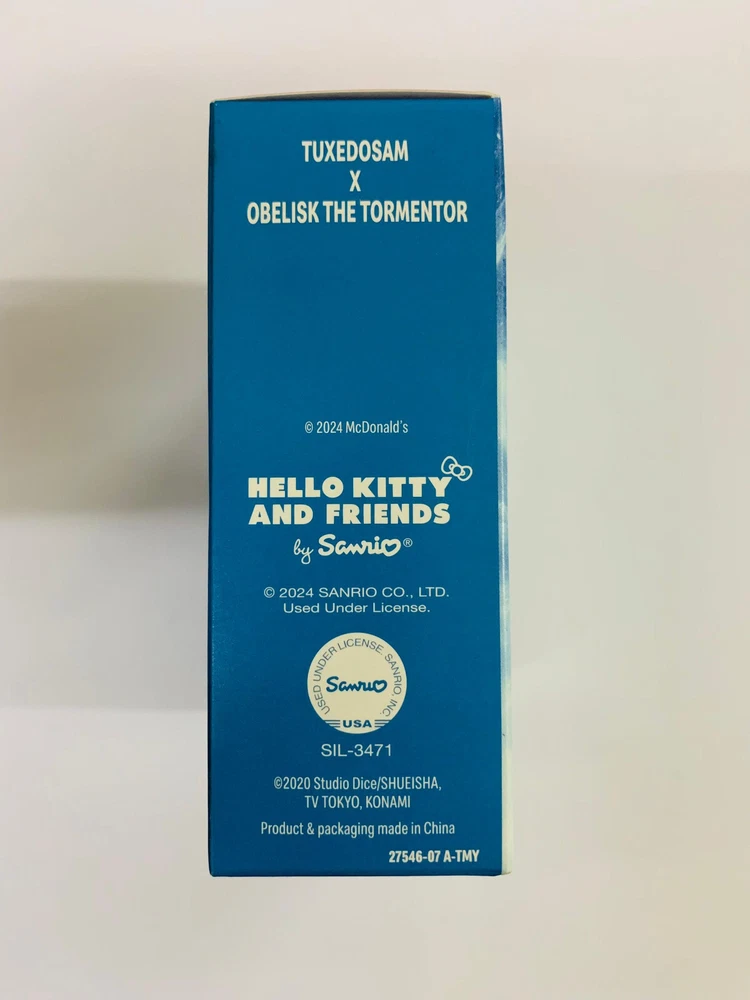 TUXEDOSAM
X
OBELISK THE TORMENTOR
© 2024 McDonald's
HELLO KITTY
AND FRIENDS
by Sanrio®
© 2024 SANRIO CO., LTD.
Used Under License.
USED UNDER LICENSE. SANRIO, INC.
Sanrio
USA
SIL-3471
©2020 Studio Dice/SHUEISHA,
TV TOKYO, KONAMI
Product & packaging made in China
27546-07 A-TMY